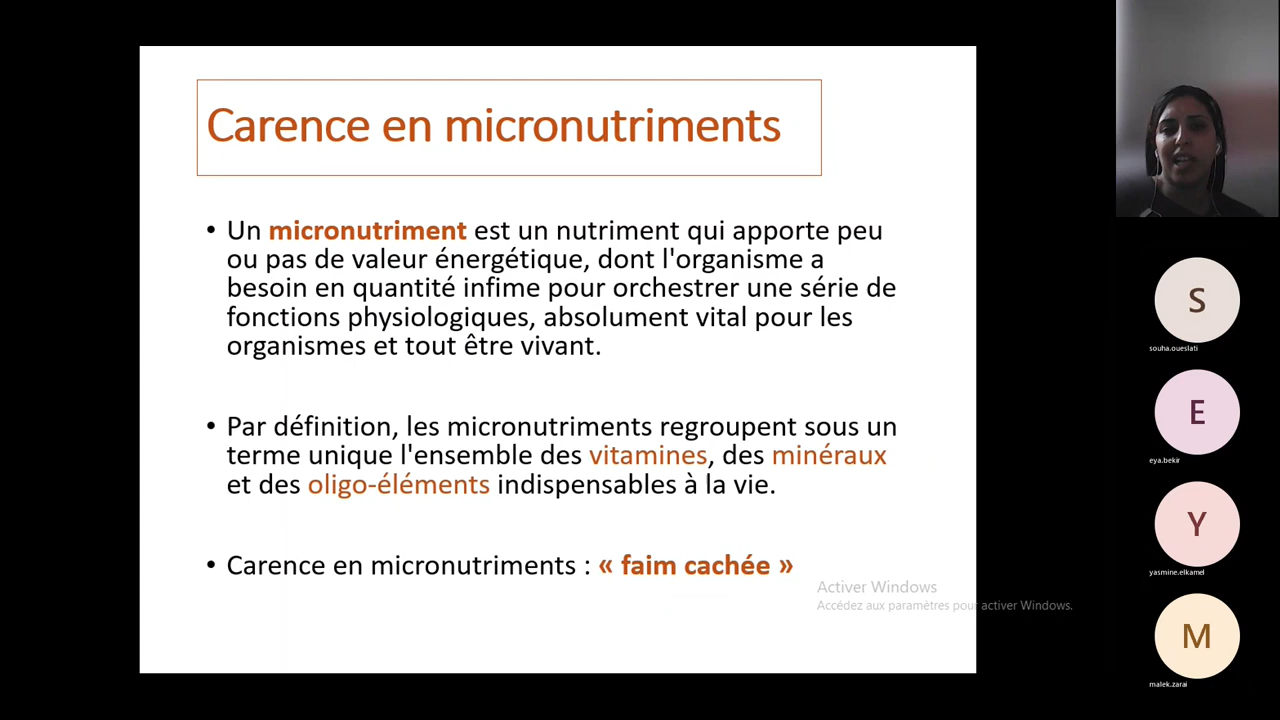 Carence en micronutriments
• Un micronutriment est un nutriment qui apporte peu
ou pas de valeur énergétique, dont l'organisme a
besoin en quantité infime pour orchestrer une série de
fonctions physiologiques, absolument vital pour les
organismes et tout être vivant.
• Par définition, les micronutriments regroupent sous un
terme unique l'ensemble des vitamines, des minéraux
et des oligo-éléments indispensables à la vie.
• Carence en micronutriments : « faim cachée »
Activer Windows
Accédez aux paramètres pour activer Windows.
S
souha.oueslati
E
eya.bekir
Y
yasmine.elkamel
M
malek.zarai